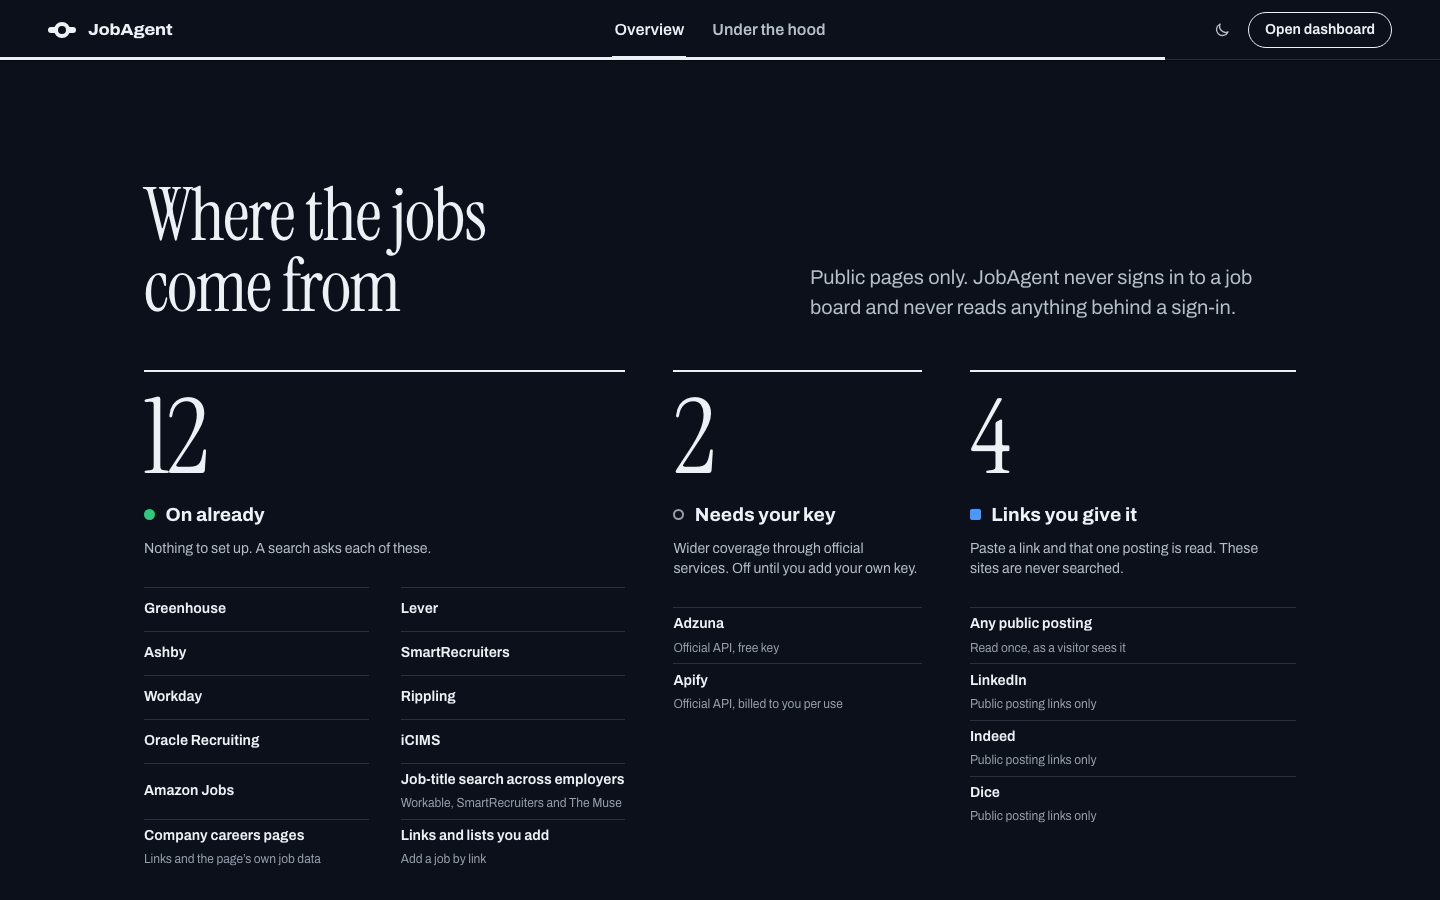 JobAgent
Overview
Under the hood
Open dashboard
Where the jobs
come from
Public pages only. JobAgent never signs in to a job
board and never reads anything behind a sign-in.
12
On already
Nothing to set up. A search asks each of these.
Greenhouse
Lever
Ashby
SmartRecruiters
Workday
Rippling
Oracle Recruiting
iCIMS
Amazon Jobs
Job-title search across employers
Workable, SmartRecruiters and The Muse
Company careers pages
Links and the page's own job data
Links and lists you add
Add a job by link
2
Needs your key
Wider coverage through official
services. Off until you add your own key.
Adzuna
Official API, free key
Apify
Official API, billed to you per use
4
Links you give it
Paste a link and that one posting is read. These
sites are never searched.
Any public posting
Read once, as a visitor sees it
LinkedIn
Public posting links only
Indeed
Public posting links only
Dice
Public posting links only